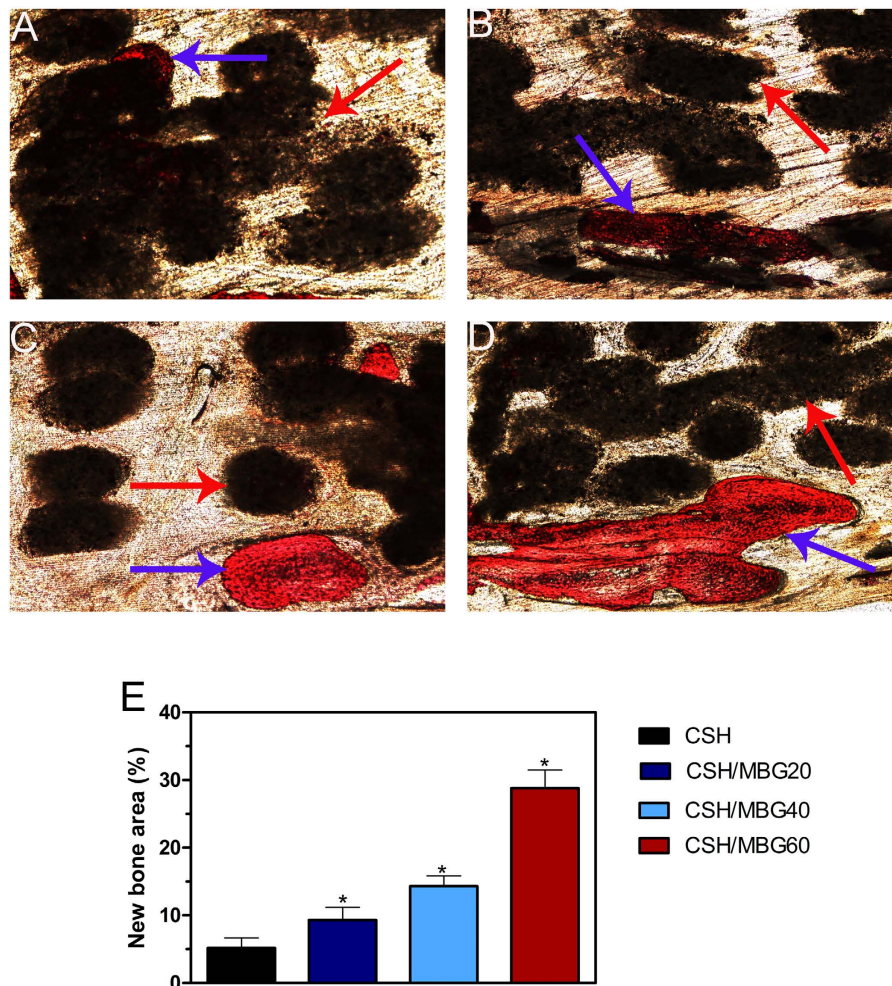 A
B
C
D
E
40
30
20
10
0
New bone area (%)
*
*
*
CSH
CSH/MBG20
CSH/MBG40
CSH/MBG60